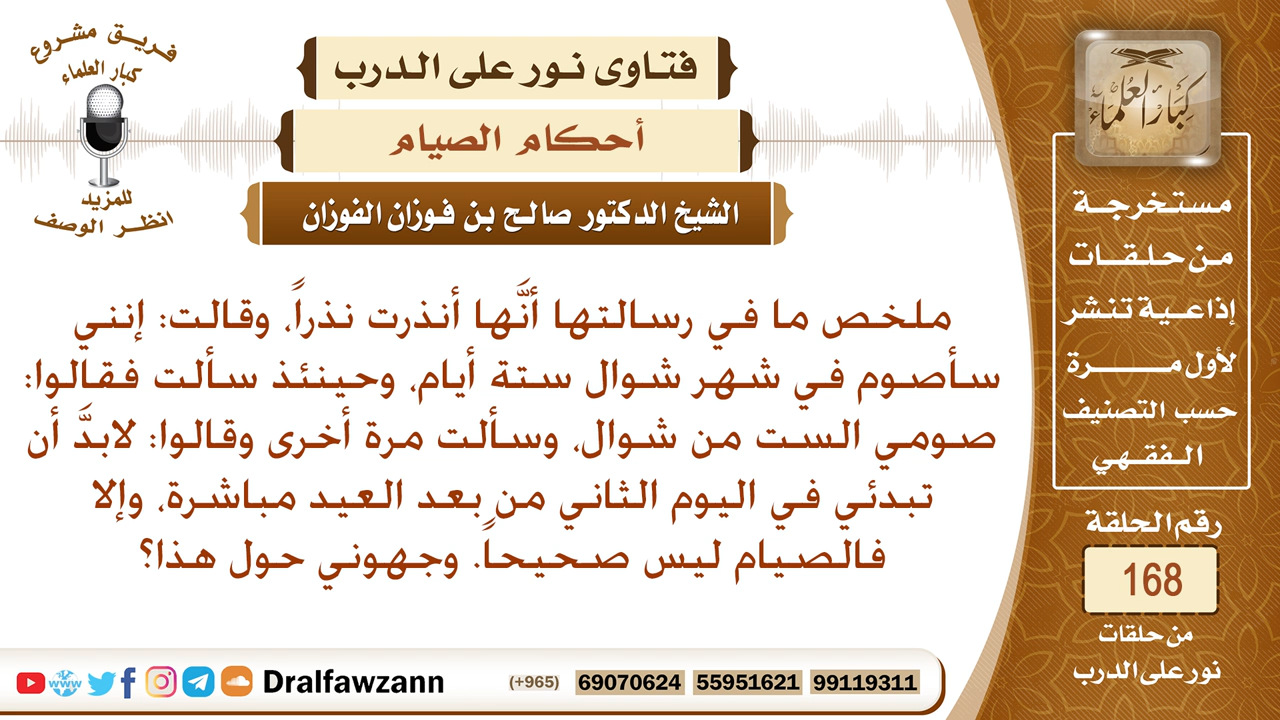 فريق مشروع
كبار العلماء
للمزيد
انظر الوصف
فتاوى نور على الدرب
أحكام الصيام
الشيخ الدكتور صالح بن فوزان الفوزان
ملخص ما في رسالتها أنَّها أنذرت نذراً، وقالت: إنني
سأصوم في شهر شوال ستة أيام، وحينئذ سألت فقالوا:
صومي الست من شوال، وسألت مرة أخرى وقالوا: لابدَّ أن
تبدئي في اليوم الثاني من بعد العيد مباشرة، وإلا
فالصيام ليس صحيحاً. وجهوني حول هذا؟
كبار العلماء
مستخرجة
من حلقات
إذاعية تنشر
لأول مرة
حسب التصنيف
الفقهي
رقم الحلقة
168
من حلقات
نور على الدرب
www
Dralfawzann
(+965) 69070624 55951621 99119311